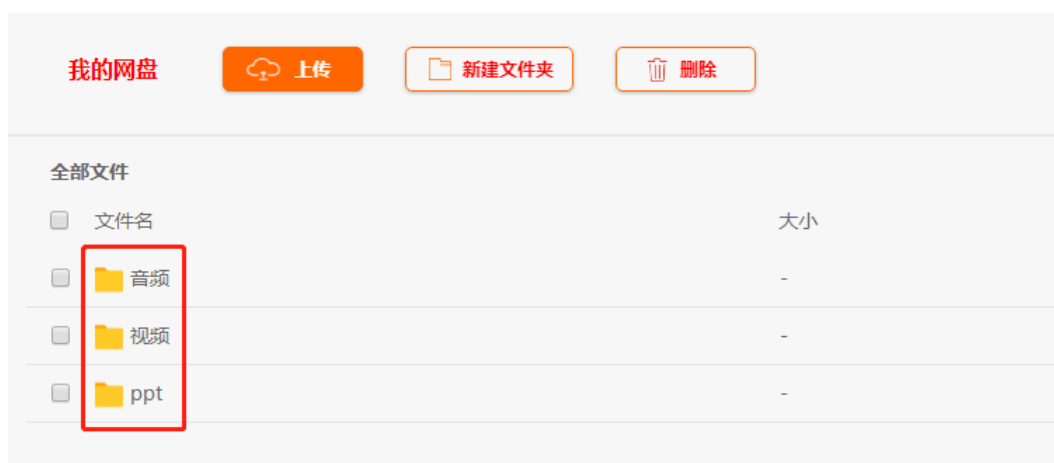 我的网盘 上传 新建文件夹 删除
全部文件
文件名 大小
音频 -
视频 -
ppt -